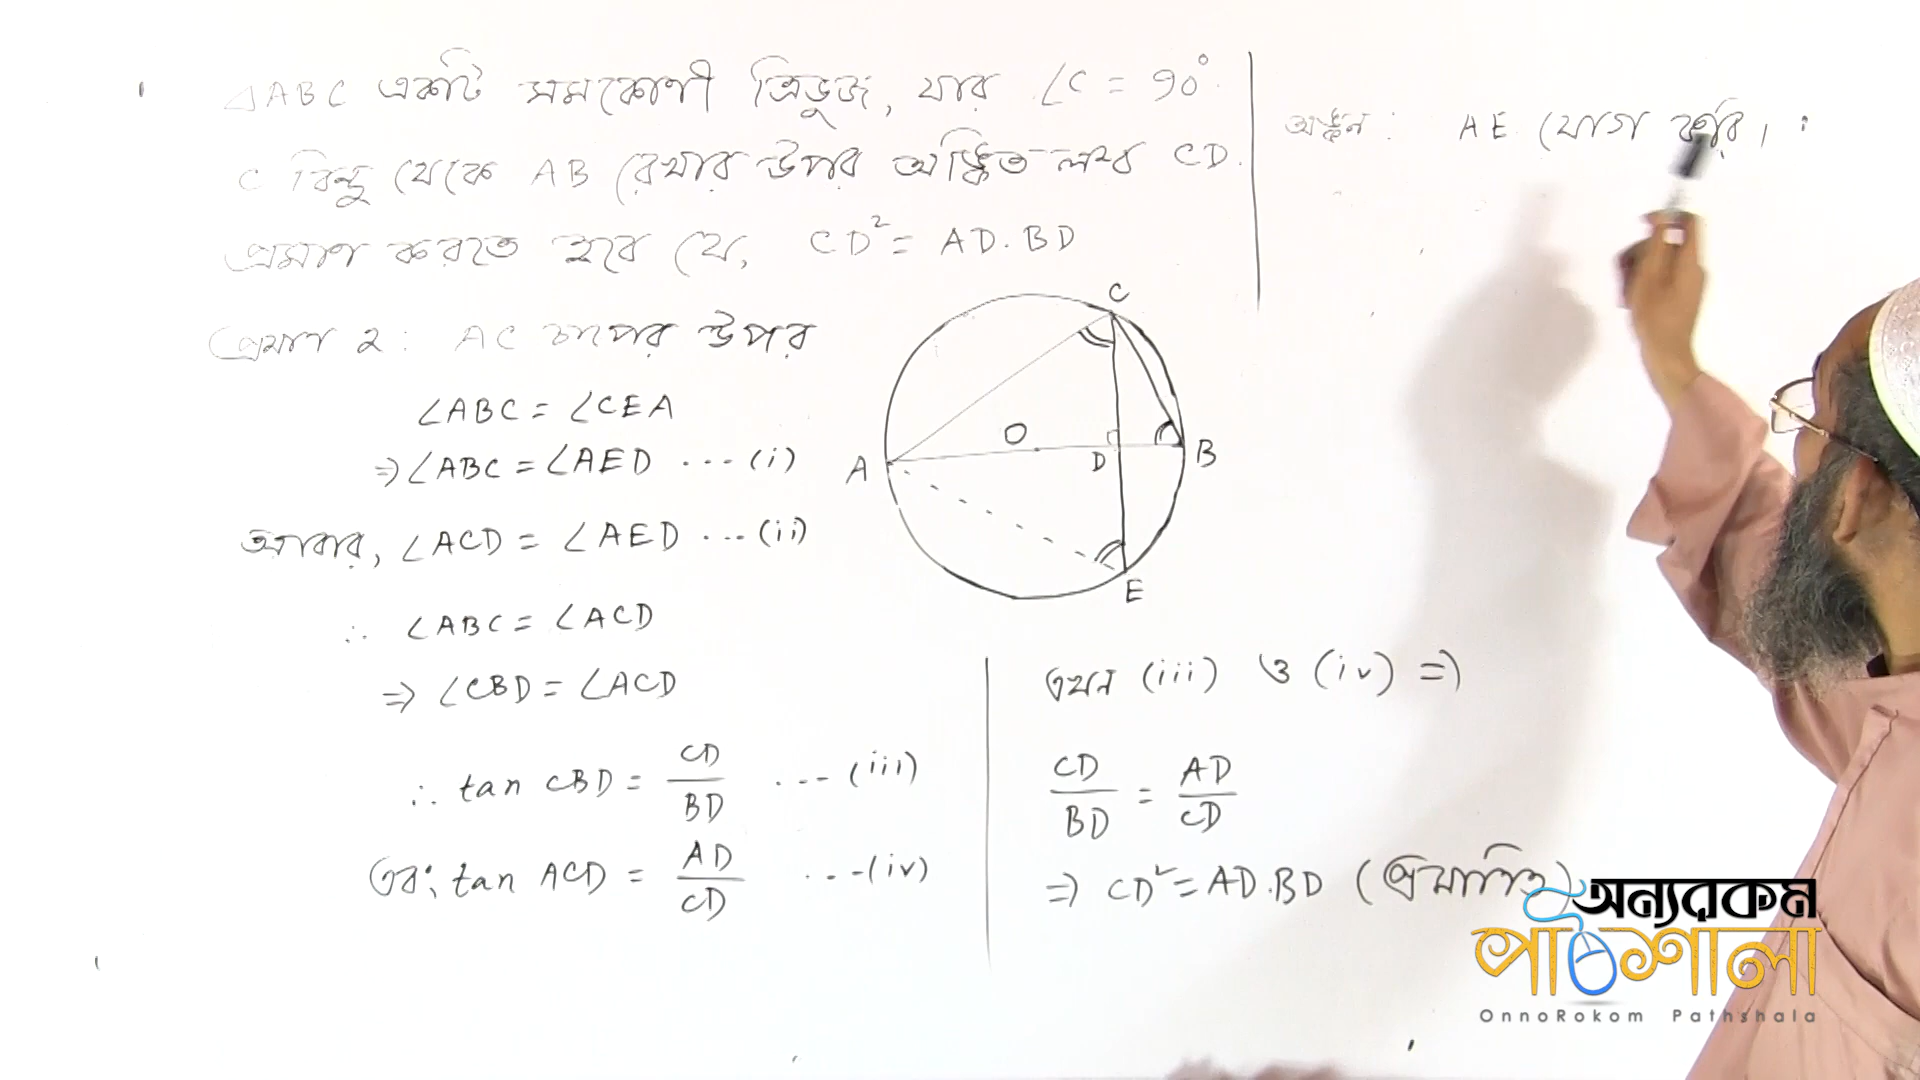 △ABC একটি সমকোণী ত্রিভুজ, যার ∠C = 90°.
C বিন্দু থেকে AB রেখার উপর অঙ্কিত লম্ব CD.
প্রমাণ করতে হবে যে, CD² = AD.BD
প্রমাণ ২: AC চাপের উপর
∠ABC = ∠CEA
⇒ ∠ABC = ∠AED ... (i)
আবার, ∠ACD = ∠AED ... (ii)
∴ ∠ABC = ∠ACD
⇒ ∠CBD = ∠ACD
∴ tan CBD = CD/BD ... (iii)
এবং, tan ACD = AD/CD ... (iv)
অঙ্কন: AE যোগ করি।
C
O
A
D
B
E
এখন (iii) ও (iv) ⇒
CD/BD = AD/CD
⇒ CD² = AD.BD (প্রমাণিত)
অন্যরকম
পাঠশালা
OnnoRokom Pathshala